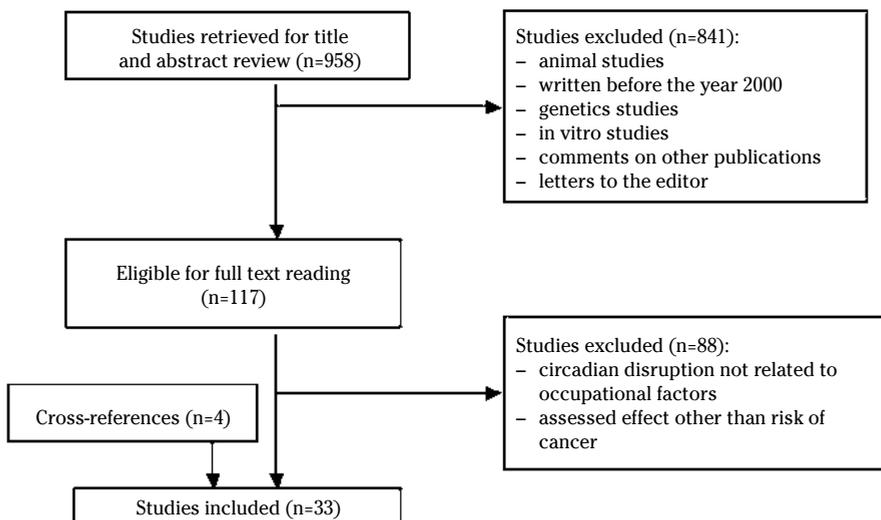 Studies retrieved for title
and abstract review (n=958)
Studies excluded (n=841):
– animal studies
– written before the year 2000
– genetics studies
– in vitro studies
– comments on other publications
– letters to the editor
Eligible for full text reading
(n=117)
Studies excluded (n=88):
– circadian disruption not related to
occupational factors
– assessed effect other than risk of
cancer
Cross-references (n=4)
Studies included (n=33)